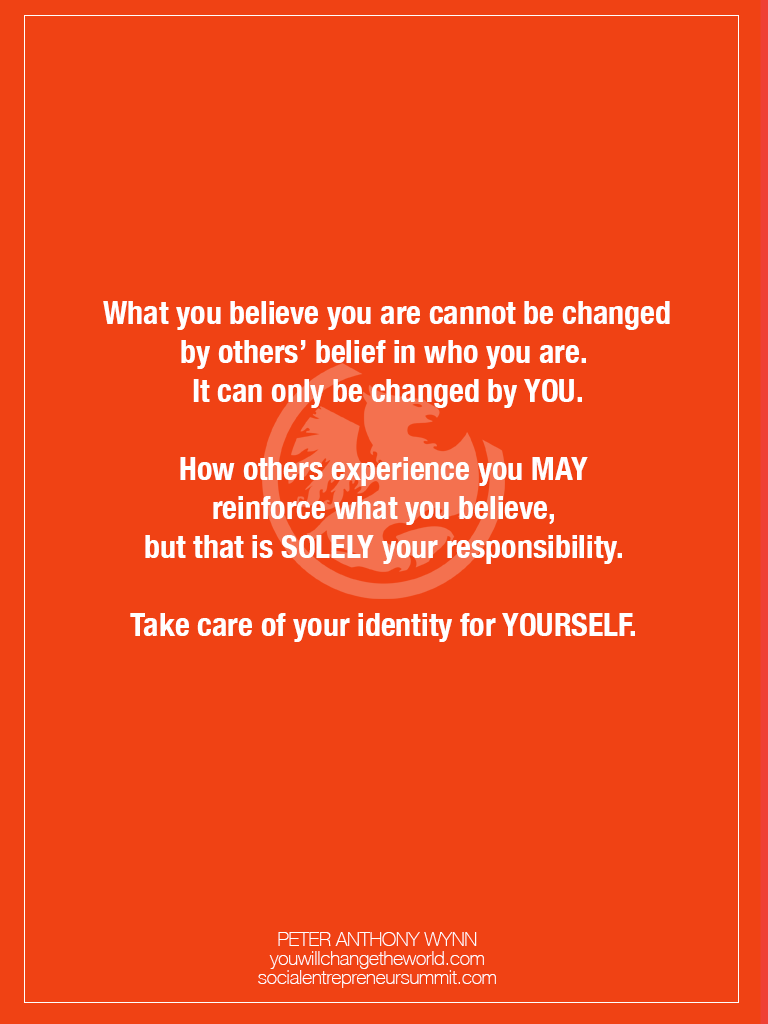 What you believe you are cannot be changed
by others’ belief in who you are.
It can only be changed by YOU.
How others experience you MAY
reinforce what you believe,
but that is SOLELY your responsibility.
Take care of your identity for YOURSELF.
PETER ANTHONY WYNN
youwillchangetheworld.com
socialentrepreneursummit.com